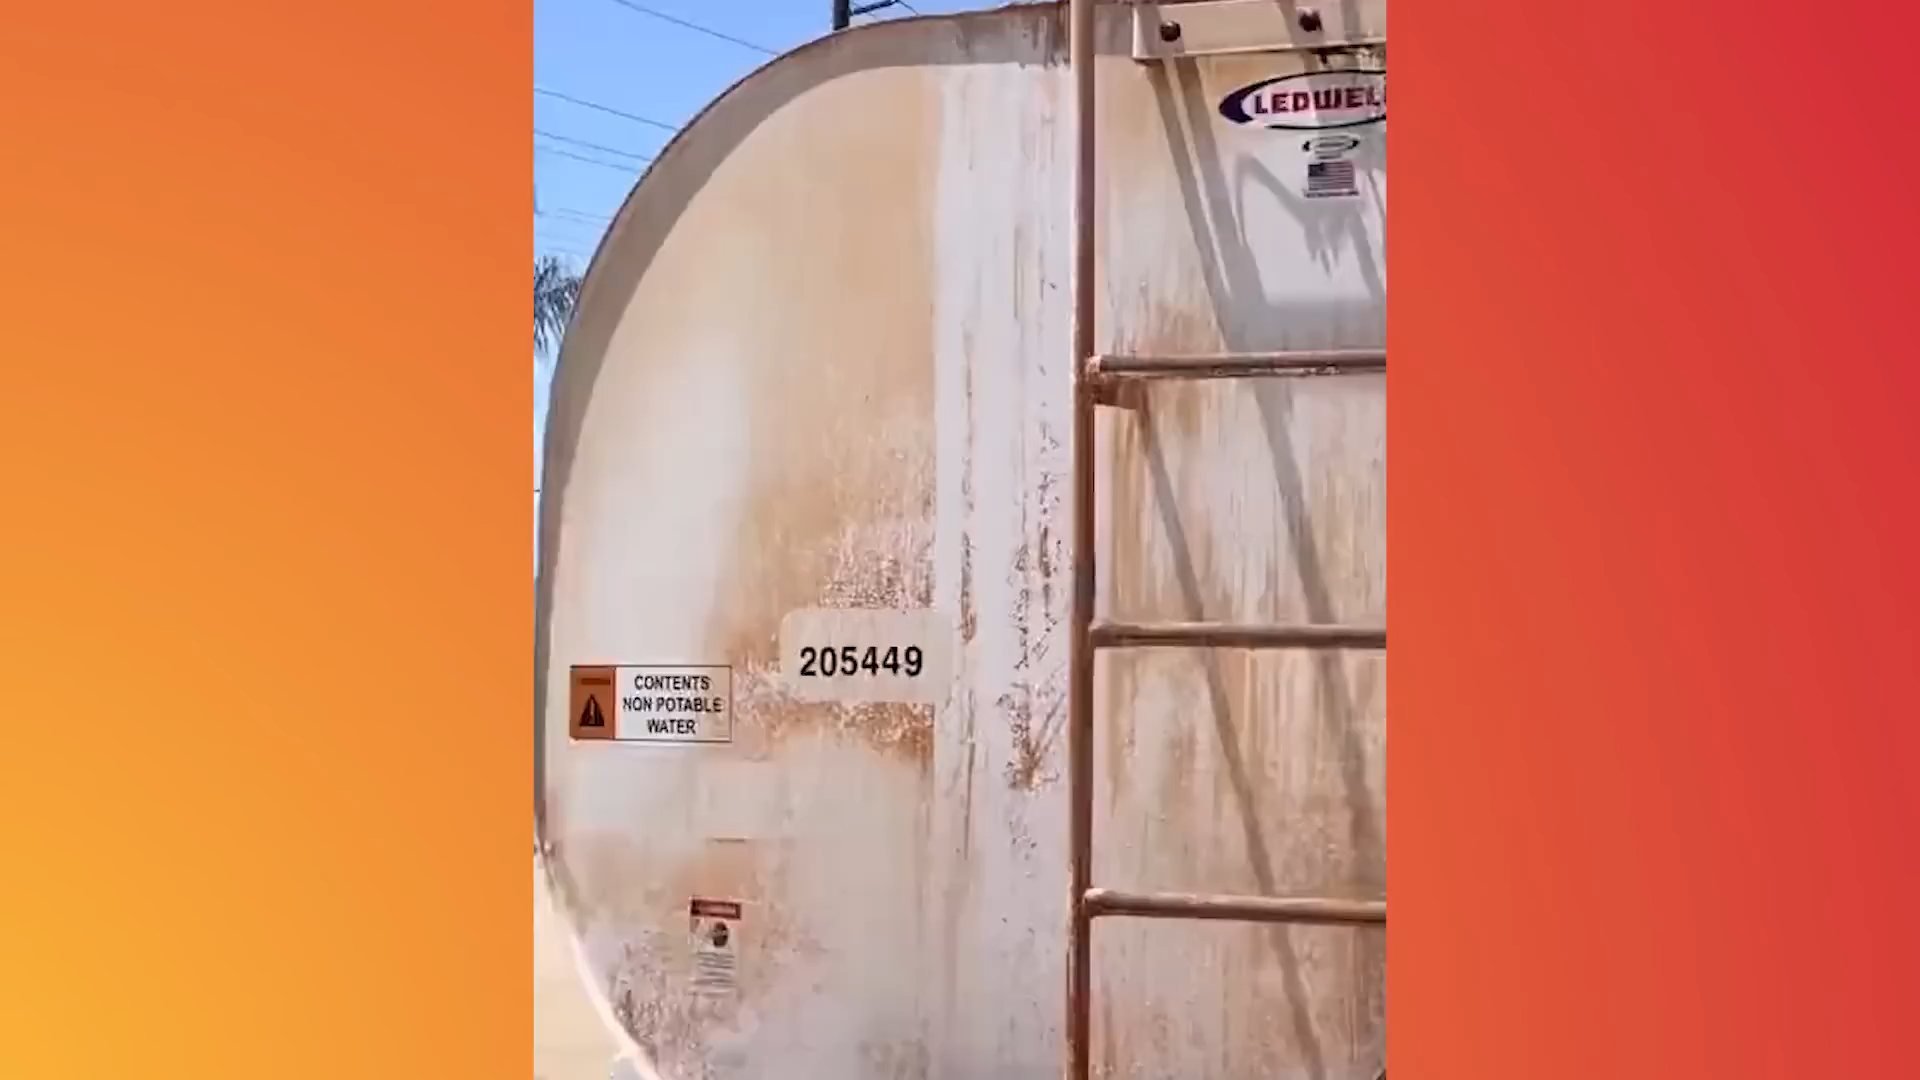 LEDWEL
205449
CONTENTS
NON POTABLE
WATER